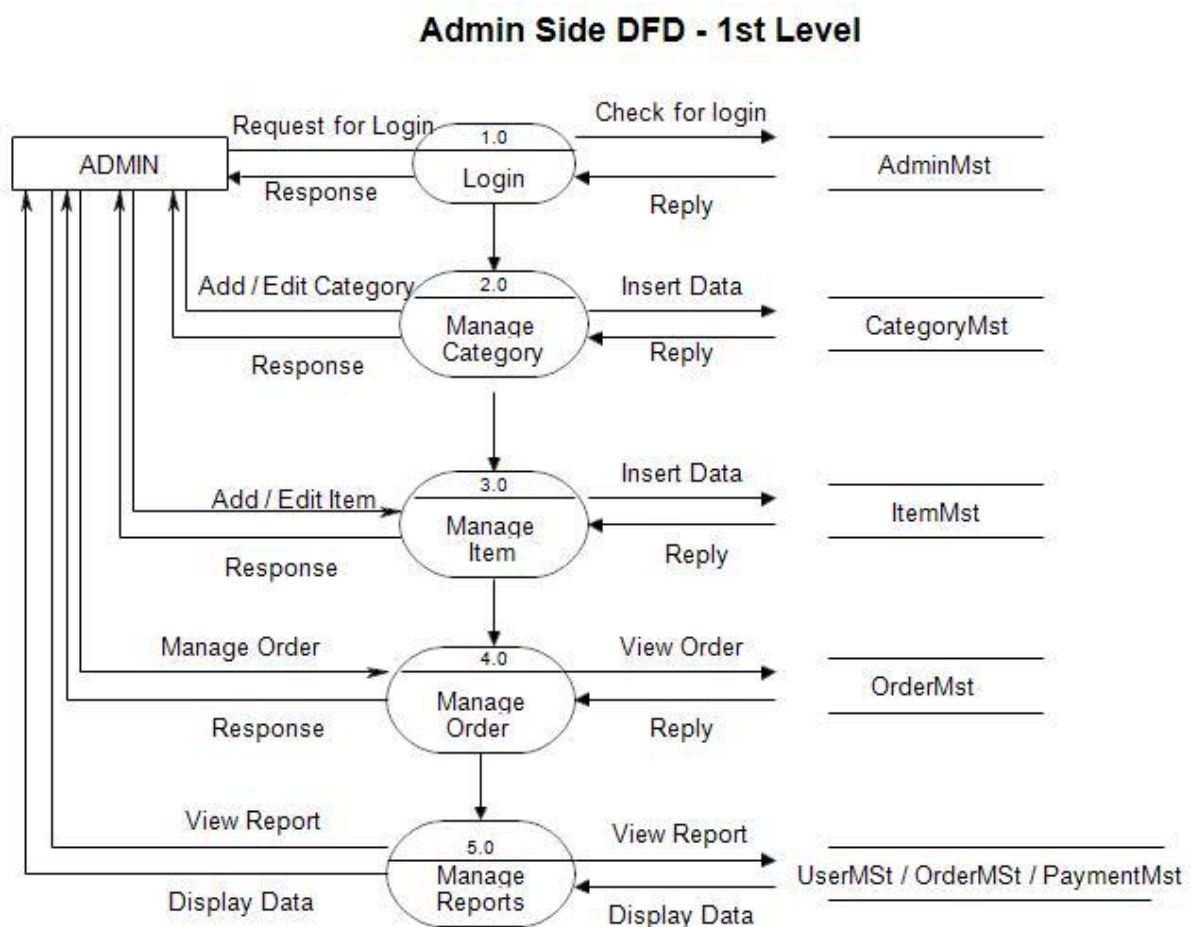 Admin Side DFD - 1st Level
Request for Login
1.0
Check for login
ADMIN
Login
AdminMst
Response
Reply
Add / Edit Category
2.0
Insert Data
Manage
Category
CategoryMst
Response
Reply
Add / Edit Item
3.0
Insert Data
Manage
Item
ItemMst
Response
Reply
Manage Order
4.0
View Order
Manage
Order
OrderMst
Response
Reply
View Report
5.0
View Report
Manage
Reports
UserMSt / OrderMSt / PaymentMst
Display Data
Display Data